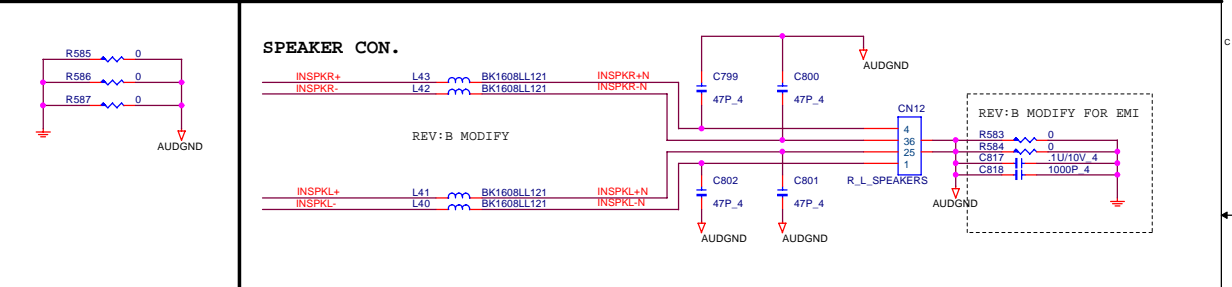 SPEAKER CON.
R585 0
R586 0
R587 0
AUDGND
INSPKR+ L43 BK1608LL121 INSPKR+N
INSPKR- L42 BK1608LL121 INSPKR-N
REV:B MODIFY
INSPKL+ L41 BK1608LL121 INSPKL+N
INSPKL- L40 BK1608LL121 INSPKL-N
AUDGND
C799
47P_4
C800
47P_4
C802
47P_4
C801
47P_4
AUDGND
AUDGND
CN12
4
36
25
1
R_L_SPEAKERS
AUDGND
REV:B MODIFY FOR EMI
R583 0
R584 0
C817 .1U/10V_4
C818 1000P_4
C